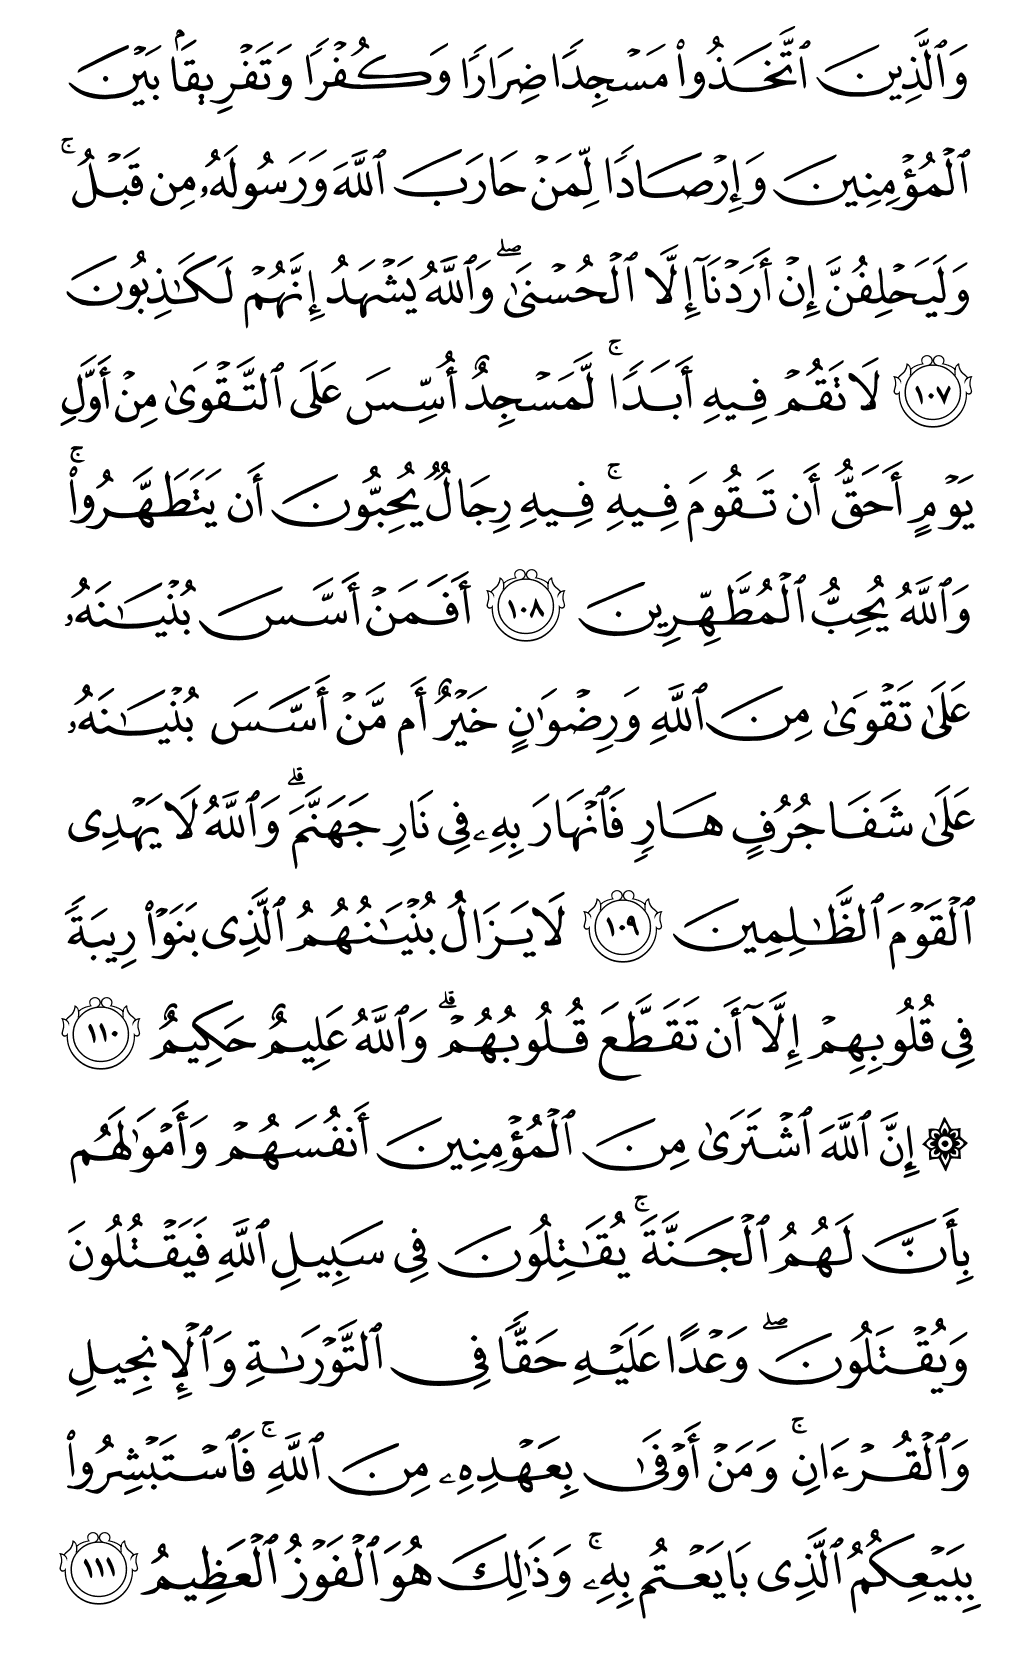 وَٱلَّذِينَ ٱتَّخَذُوا۟ مَسْجِدًا ضِرَارًا وَكُفْرًا وَتَفْرِيقًۢا بَيْنَ
ٱلْمُؤْمِنِينَ وَإِرْصَادًا لِّمَنْ حَارَبَ ٱللَّهَ وَرَسُولَهُۥ مِن قَبْلُ ۚ
وَلَيَحْلِفُنَّ إِنْ أَرَدْنَآ إِلَّا ٱلْحُسْنَىٰ ۖ وَٱللَّهُ يَشْهَدُ إِنَّهُمْ لَكَـٰذِبُونَ
١٠٧ لَا تَقُمْ فِيهِ أَبَدًا ۚ لَّمَسْجِدٌ أُسِّسَ عَلَى ٱلتَّقْوَىٰ مِنْ أَوَّلِ
يَوْمٍ أَحَقُّ أَن تَقُومَ فِيهِ ۚ فِيهِ رِجَالٌ يُحِبُّونَ أَن يَتَطَهَّرُوا۟ ۚ
وَٱللَّهُ يُحِبُّ ٱلْمُطَّهِّرِينَ ١٠٨ أَفَمَنْ أَسَّسَ بُنْيَـٰنَهُۥ
عَلَىٰ تَقْوَىٰ مِنَ ٱللَّهِ وَرِضْوَٰنٍ خَيْرٌ أَم مَّنْ أَسَّسَ بُنْيَـٰنَهُۥ
عَلَىٰ شَفَا جُرُفٍ هَارٍ فَٱنْهَارَ بِهِۦ فِى نَارِ جَهَنَّمَ ۗ وَٱللَّهُ لَا يَهْدِى
ٱلْقَوْمَ ٱلظَّـٰلِمِينَ ١٠٩ لَا يَزَالُ بُنْيَـٰنُهُمُ ٱلَّذِى بَنَوْا۟ رِيبَةً
فِى قُلُوبِهِمْ إِلَّآ أَن تَقَطَّعَ قُلُوبُهُمْ ۗ وَٱللَّهُ عَلِيمٌ حَكِيمٌ ١١٠
۞ إِنَّ ٱللَّهَ ٱشْتَرَىٰ مِنَ ٱلْمُؤْمِنِينَ أَنفُسَهُمْ وَأَمْوَٰلَهُم
بِأَنَّ لَهُمُ ٱلْجَنَّةَ ۚ يُقَـٰتِلُونَ فِى سَبِيلِ ٱللَّهِ فَيَقْتُلُونَ
وَيُقْتَلُونَ ۖ وَعْدًا عَلَيْهِ حَقًّا فِى ٱلتَّوْرَىٰةِ وَٱلْإِنجِيلِ
وَٱلْقُرْءَانِ ۚ وَمَنْ أَوْفَىٰ بِعَهْدِهِۦ مِنَ ٱللَّهِ ۚ فَٱسْتَبْشِرُوا۟
بِبَيْعِكُمُ ٱلَّذِى بَايَعْتُم بِهِۦ ۚ وَذَٰلِكَ هُوَ ٱلْفَوْزُ ٱلْعَظِيمُ ١١١